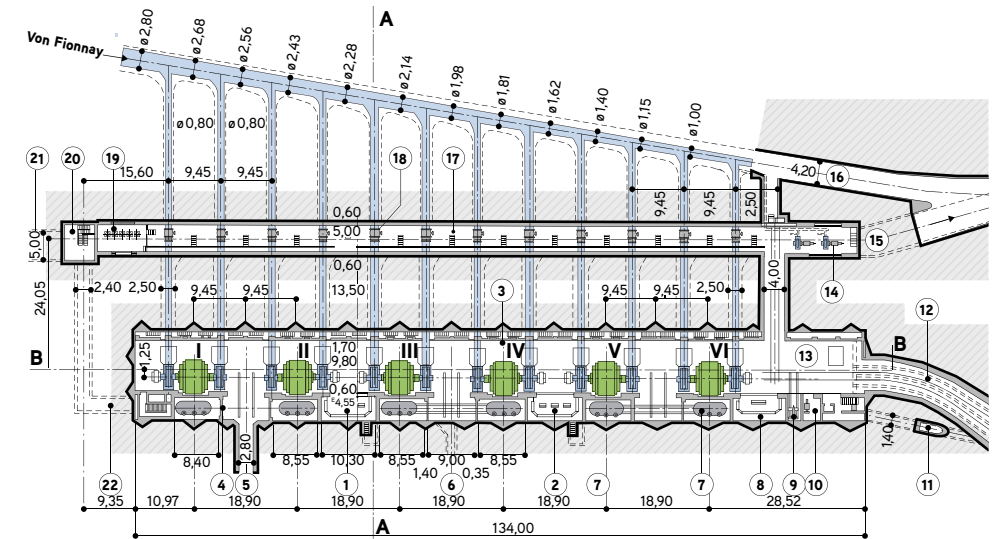 A
Von Fionnay
ø2,80
ø2,68
ø2,56
ø2,43
ø2,28
ø2,14
ø1,98
ø1,81
ø1,62
ø1,40
ø1,15
ø1,00
ø0,80
ø0,80
21
20
19
18
17
16
4,20
15,60
9,45
9,45
9,45
9,45
2,50
0,60
5,00
5,00
0,60
15
14
4,00
24,05
2,40
2,50
9,45
9,45
13,50
3
9,45
9,45
2,50
12
B
B
1,25
I
II
III
IV
V
VI
1,70
9,80
0,60
E 4,55
13
1,40
2,80
8,40
8,55
10,30
8,55
9,00
8,55
1,40
0,35
22
4
5
1
6
2
7
7
8
9
10
11
9,35
10,97
18,90
18,90
18,90
18,90
18,90
28,52
A
134,00